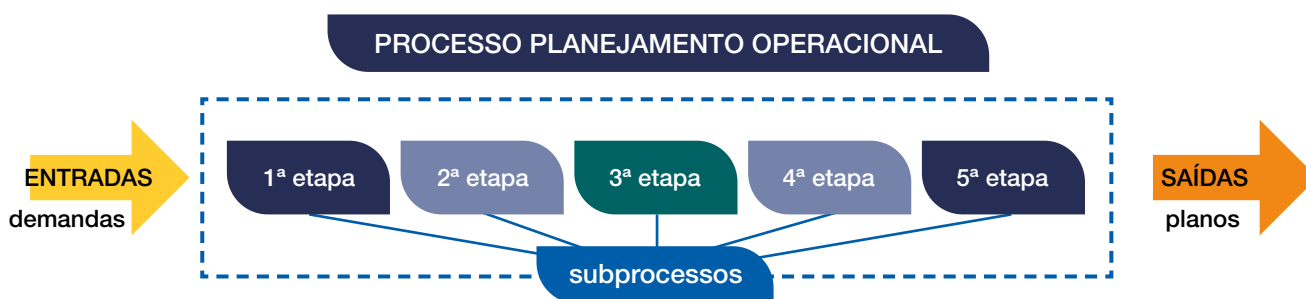 PROCESSO PLANEJAMENTO OPERACIONAL
ENTRADAS
demandas
1ª etapa
2ª etapa
3ª etapa
4ª etapa
5ª etapa
subprocessos
SAÍDAS
planos